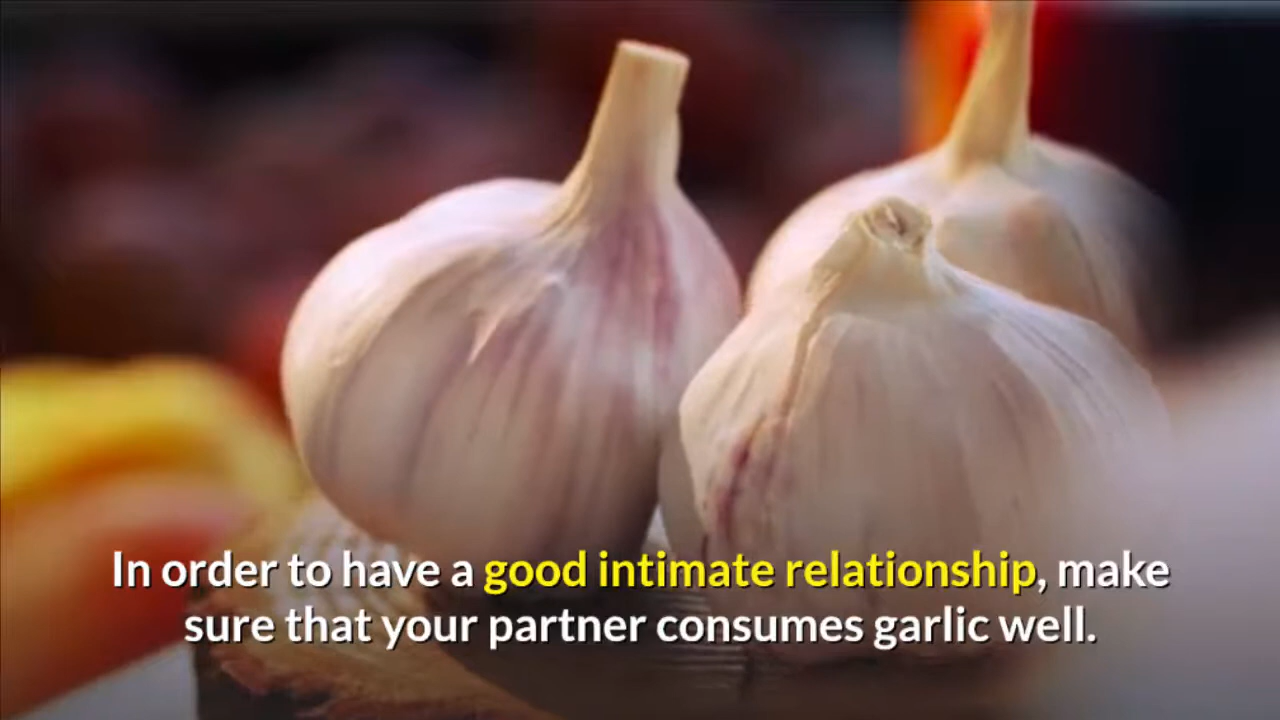 In order to have a good intimate relationship, make
sure that your partner consumes garlic well.